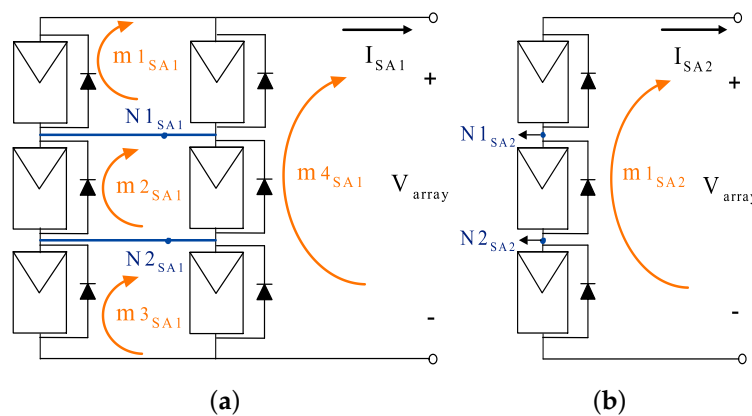 m1SA1
ISA1
+
N1SA1
m2SA1
m4SA1
Varray
N2SA1
m3SA1
-
(a)
ISA2
+
N1SA2
m1SA2
Varray
N2SA2
-
(b)